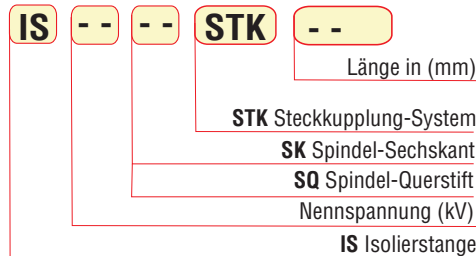 IS -- -- STK --
Länge in (mm)
STK Steckkupplung-System
SK Spindel-Sechskant
SQ Spindel-Querstift
Nennspannung (kV)
IS Isolierstange